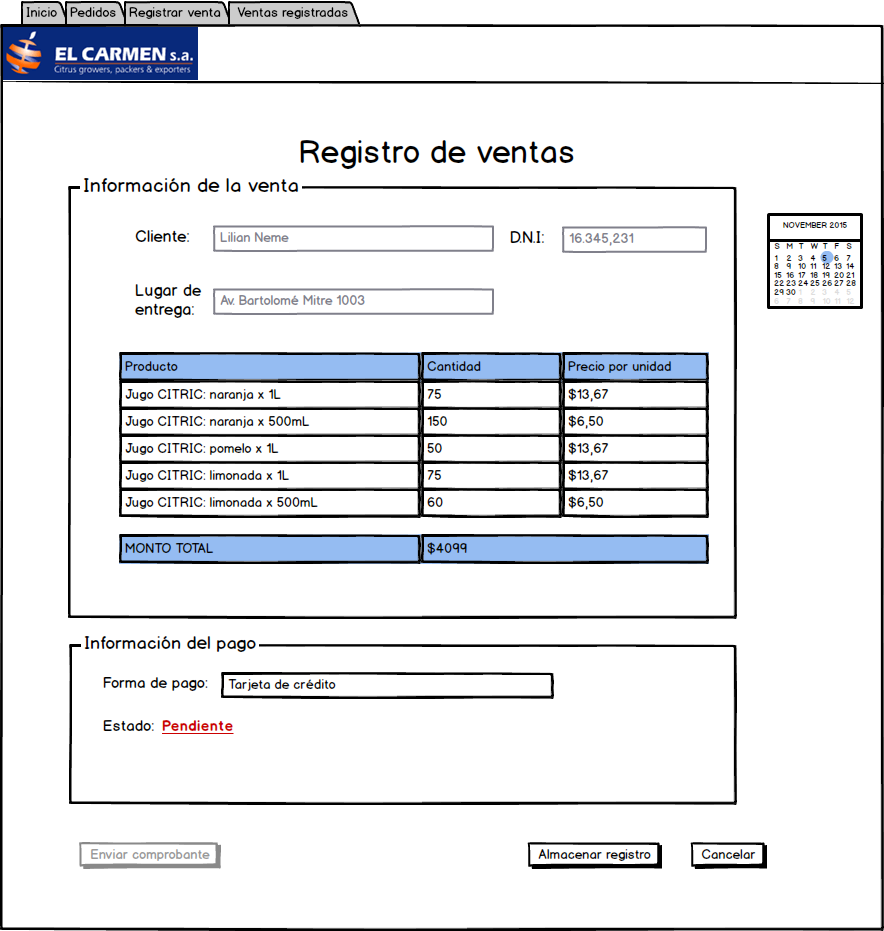 Inicio Pedidos Registrar venta Ventas registradas
EL CARMEN s.a.
Citrus growers, packers & exporters
Registro de ventas
Información de la venta
Cliente: Lilian Neme D.N.I: 16.345,231
Lugar de
entrega: Av. Bartolomé Mitre 1003
NOVEMBER 2015
S M T W T F S
1 2 3 4 5 6 7
8 9 10 11 12 13 14
15 16 17 18 19 20 21
22 23 24 25 26 27 28
29 30 1 2 3 4 5
6 7 8 9 10 11 12
Producto Cantidad Precio por unidad
Jugo CITRIC: naranja x 1L 75 $13,67
Jugo CITRIC: naranja x 500mL 150 $6,50
Jugo CITRIC: pomelo x 1L 50 $13,67
Jugo CITRIC: limonada x 1L 75 $13,67
Jugo CITRIC: limonada x 500mL 60 $6,50
MONTO TOTAL $4099
Información del pago
Forma de pago: Tarjeta de crédito
Estado: Pendiente
Enviar comprobante Almacenar registro Cancelar